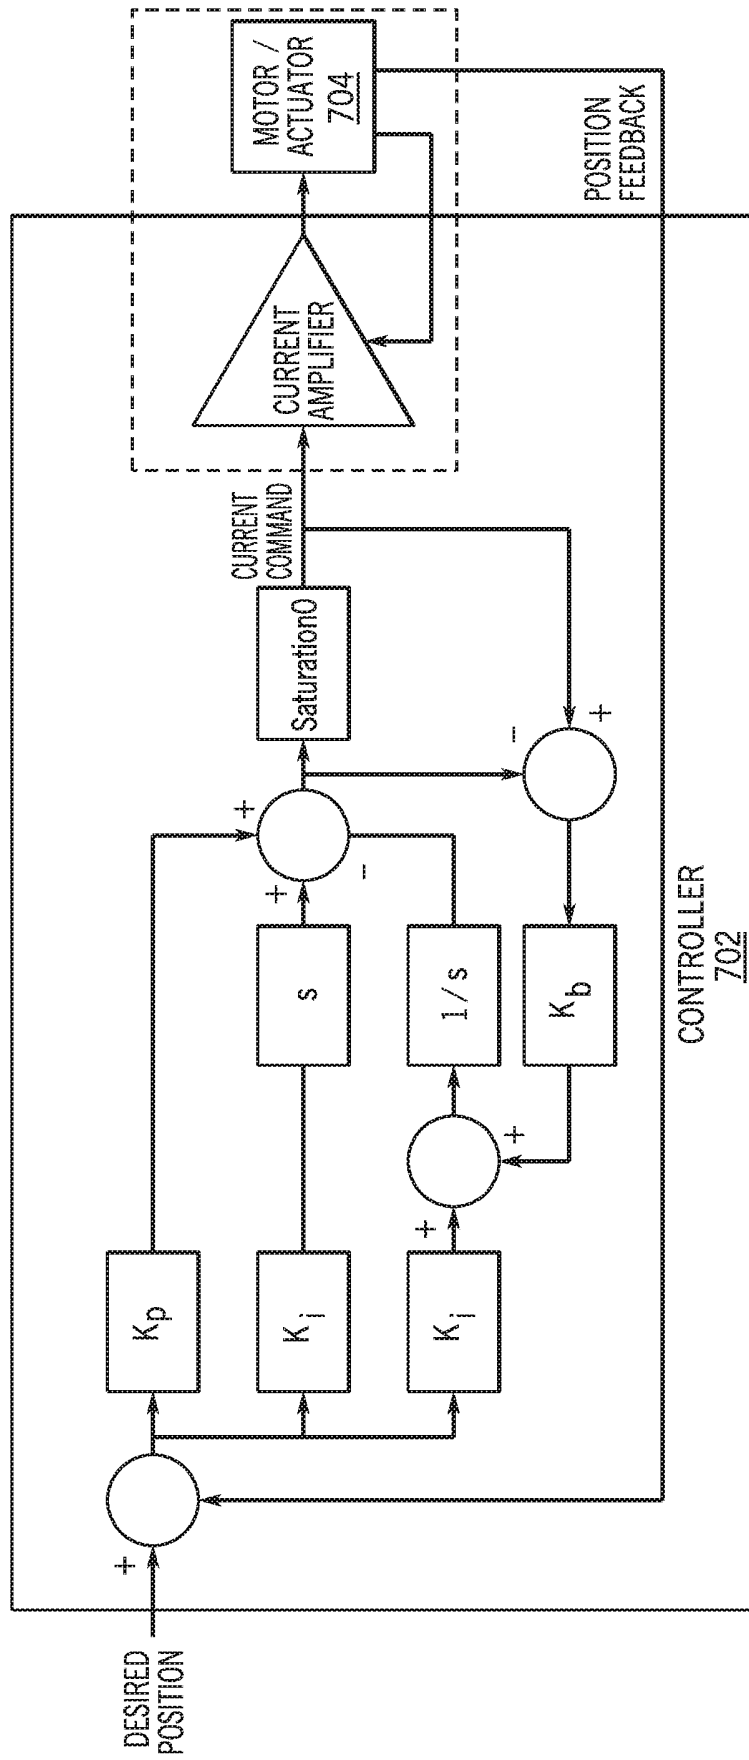 DESIRED
POSITION
+
K_p
K_i
K_i
+
+
s
1/s
K_b
+
+
-
-
+
Saturation0
CURRENT
COMMAND
CURRENT
AMPLIFIER
MOTOR /
ACTUATOR
704
POSITION
FEEDBACK
CONTROLLER
702